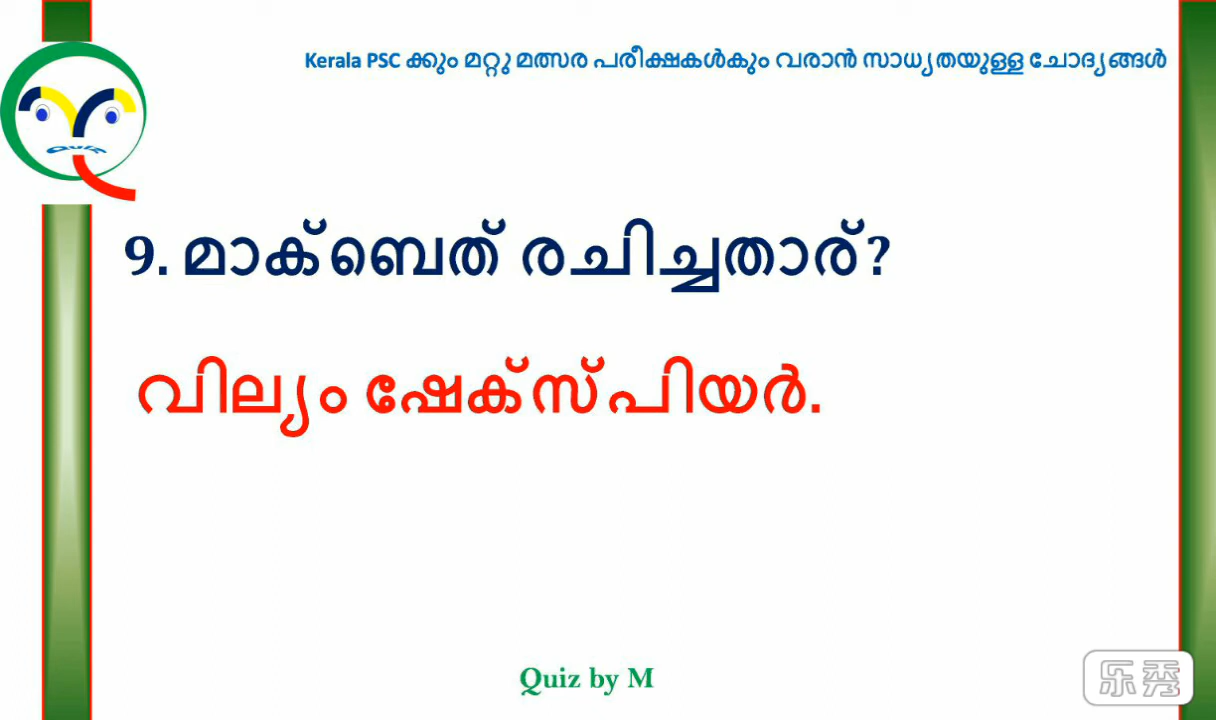 Kerala PSC ക്കും മറ്റു മത്സര പരീക്ഷകൾകും വരാൻ സാധ്യതയുള്ള ചോദ്യങ്ങൾ
Quiz
9. മാക്ബെത് രചിച്ചതാര്?
വില്യം ഷേക്സ്പിയർ.
Quiz by M
乐秀